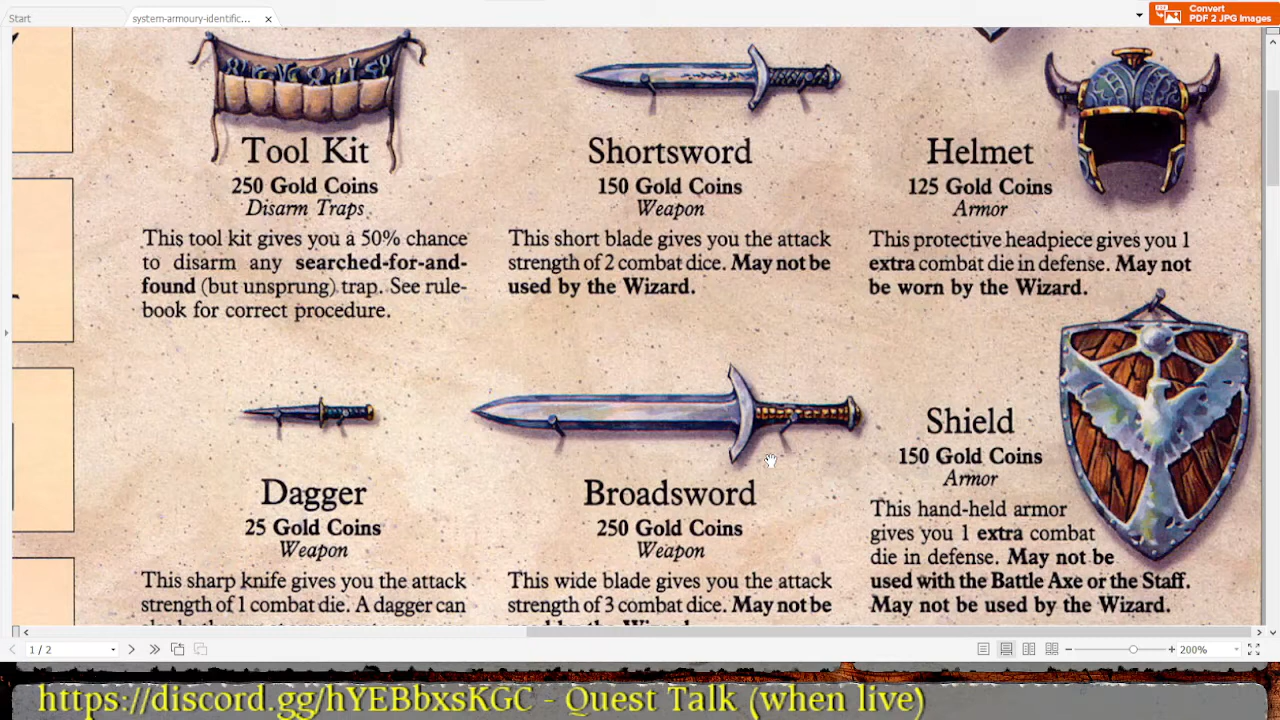 Start
system-armoury-identific...
Convert
PDF 2 JPG Images
Tool Kit
250 Gold Coins
Disarm Traps
This tool kit gives you a 50% chance
to disarm any searched-for-and-
found (but unsprung) trap. See rule-
book for correct procedure.
Shortsword
150 Gold Coins
Weapon
This short blade gives you the attack
strength of 2 combat dice. May not be
used by the Wizard.
Helmet
125 Gold Coins
Armor
This protective headpiece gives you 1
extra combat die in defense. May not
be worn by the Wizard.
Dagger
25 Gold Coins
Weapon
This sharp knife gives you the attack
strength of 1 combat die. A dagger can
Broadsword
250 Gold Coins
Weapon
This wide blade gives you the attack
strength of 3 combat dice. May not be
Shield
150 Gold Coins
Armor
This hand-held armor
gives you 1 extra combat
die in defense. May not be
used with the Battle Axe or the Staff.
May not be used by the Wizard.
1 / 2
200%
https://discord.gg/hYEBbxsKGC - Quest Talk (when live)